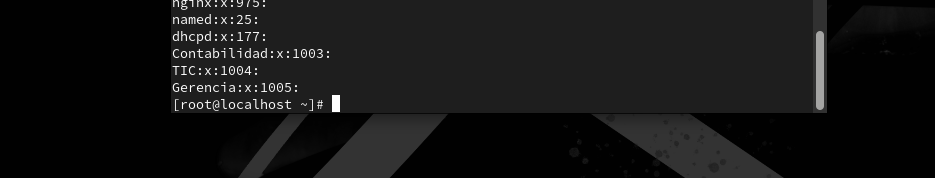 nginx:x:975:
named:x:25:
dhcpd:x:177:
Contabilidad:x:1003:
TIC:x:1004:
Gerencia:x:1005:
[root@localhost ~]#